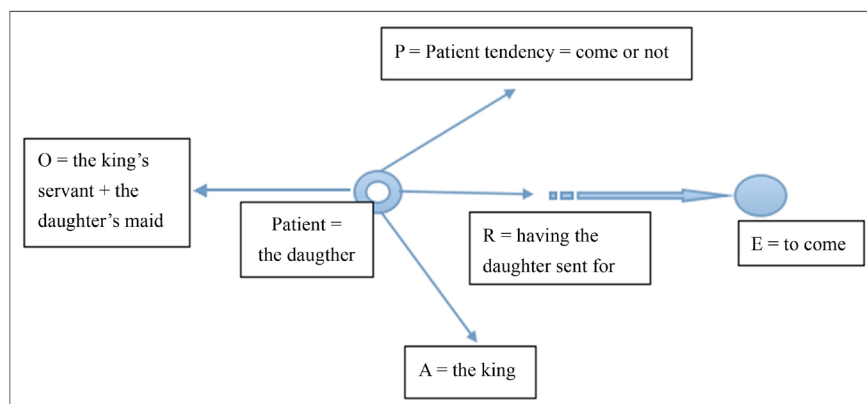 P = Patient tendency = come or not
O = the king's
servant + the
daughter's maid
Patient =
the daugther
R = having the
daughter sent for
E = to come
A = the king